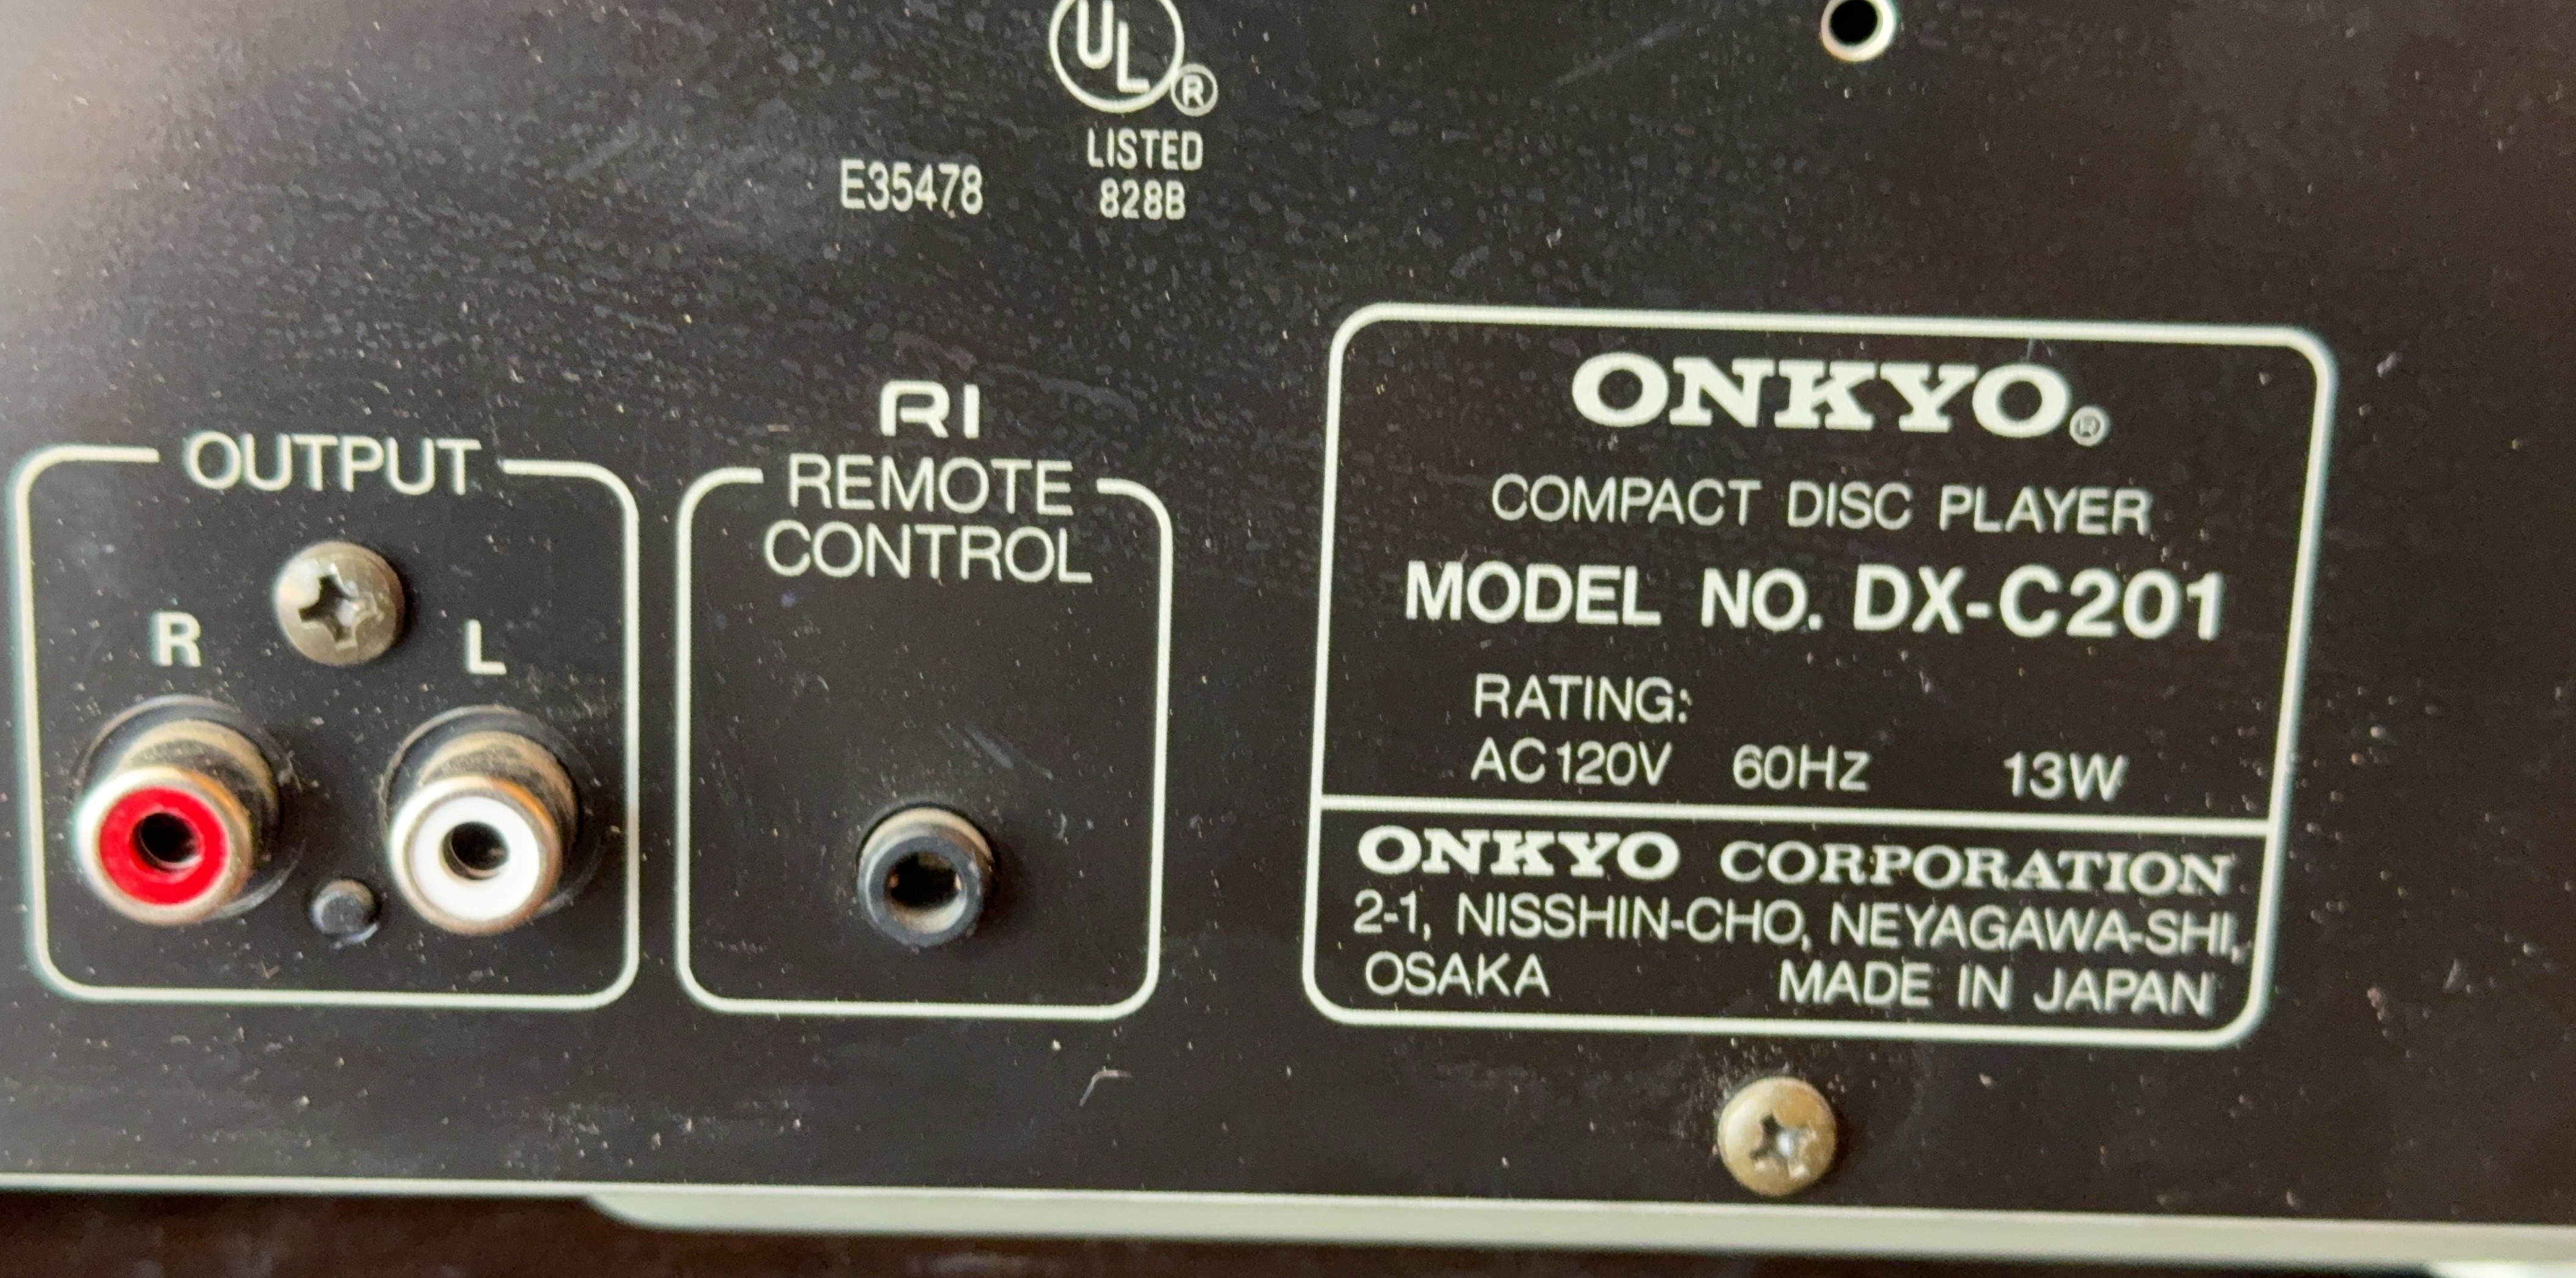 UL®
LISTED
828B
E35478
OUTPUT
R L
RI
REMOTE
CONTROL
ONKYO®
COMPACT DISC PLAYER
MODEL NO. DX-C201
RATING:
AC120V 60Hz 13W
ONKYO CORPORATION
2-1, NISSHIN-CHO, NEYAGAWA-SHI,
OSAKA MADE IN JAPAN